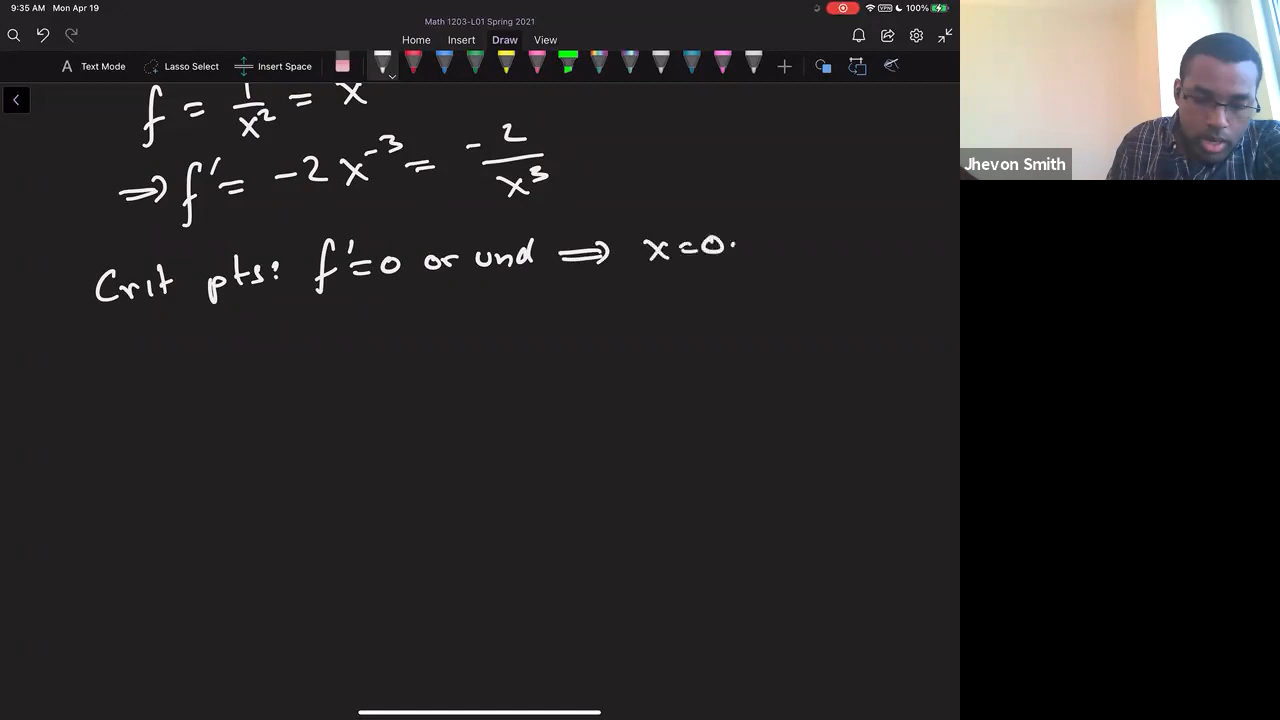 9:35 AM Mon Apr 19
VPN 100%
Math 1203-L01 Spring 2021
Home Insert Draw View
A Text Mode Lasso Select Insert Space
f = 1/x² = x
⇒ f' = -2x⁻³ = -2/x³
Crit pts: f'=0 or und ⇒ x=0.
Jhevon Smith